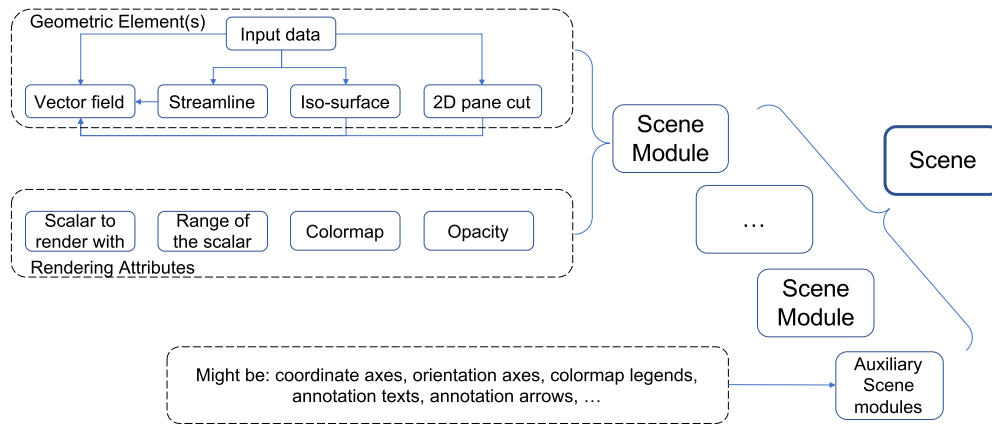 Geometric Element(s)
Input data
Vector field
Streamline
Iso-surface
2D pane cut
Scene
Module
Scene
...
Scalar to
render with
Range of
the scalar
Colormap
Opacity
Rendering Attributes
Scene
Module
Might be: coordinate axes, orientation axes, colormap legends,
annotation texts, annotation arrows, ...
Auxiliary
Scene
modules